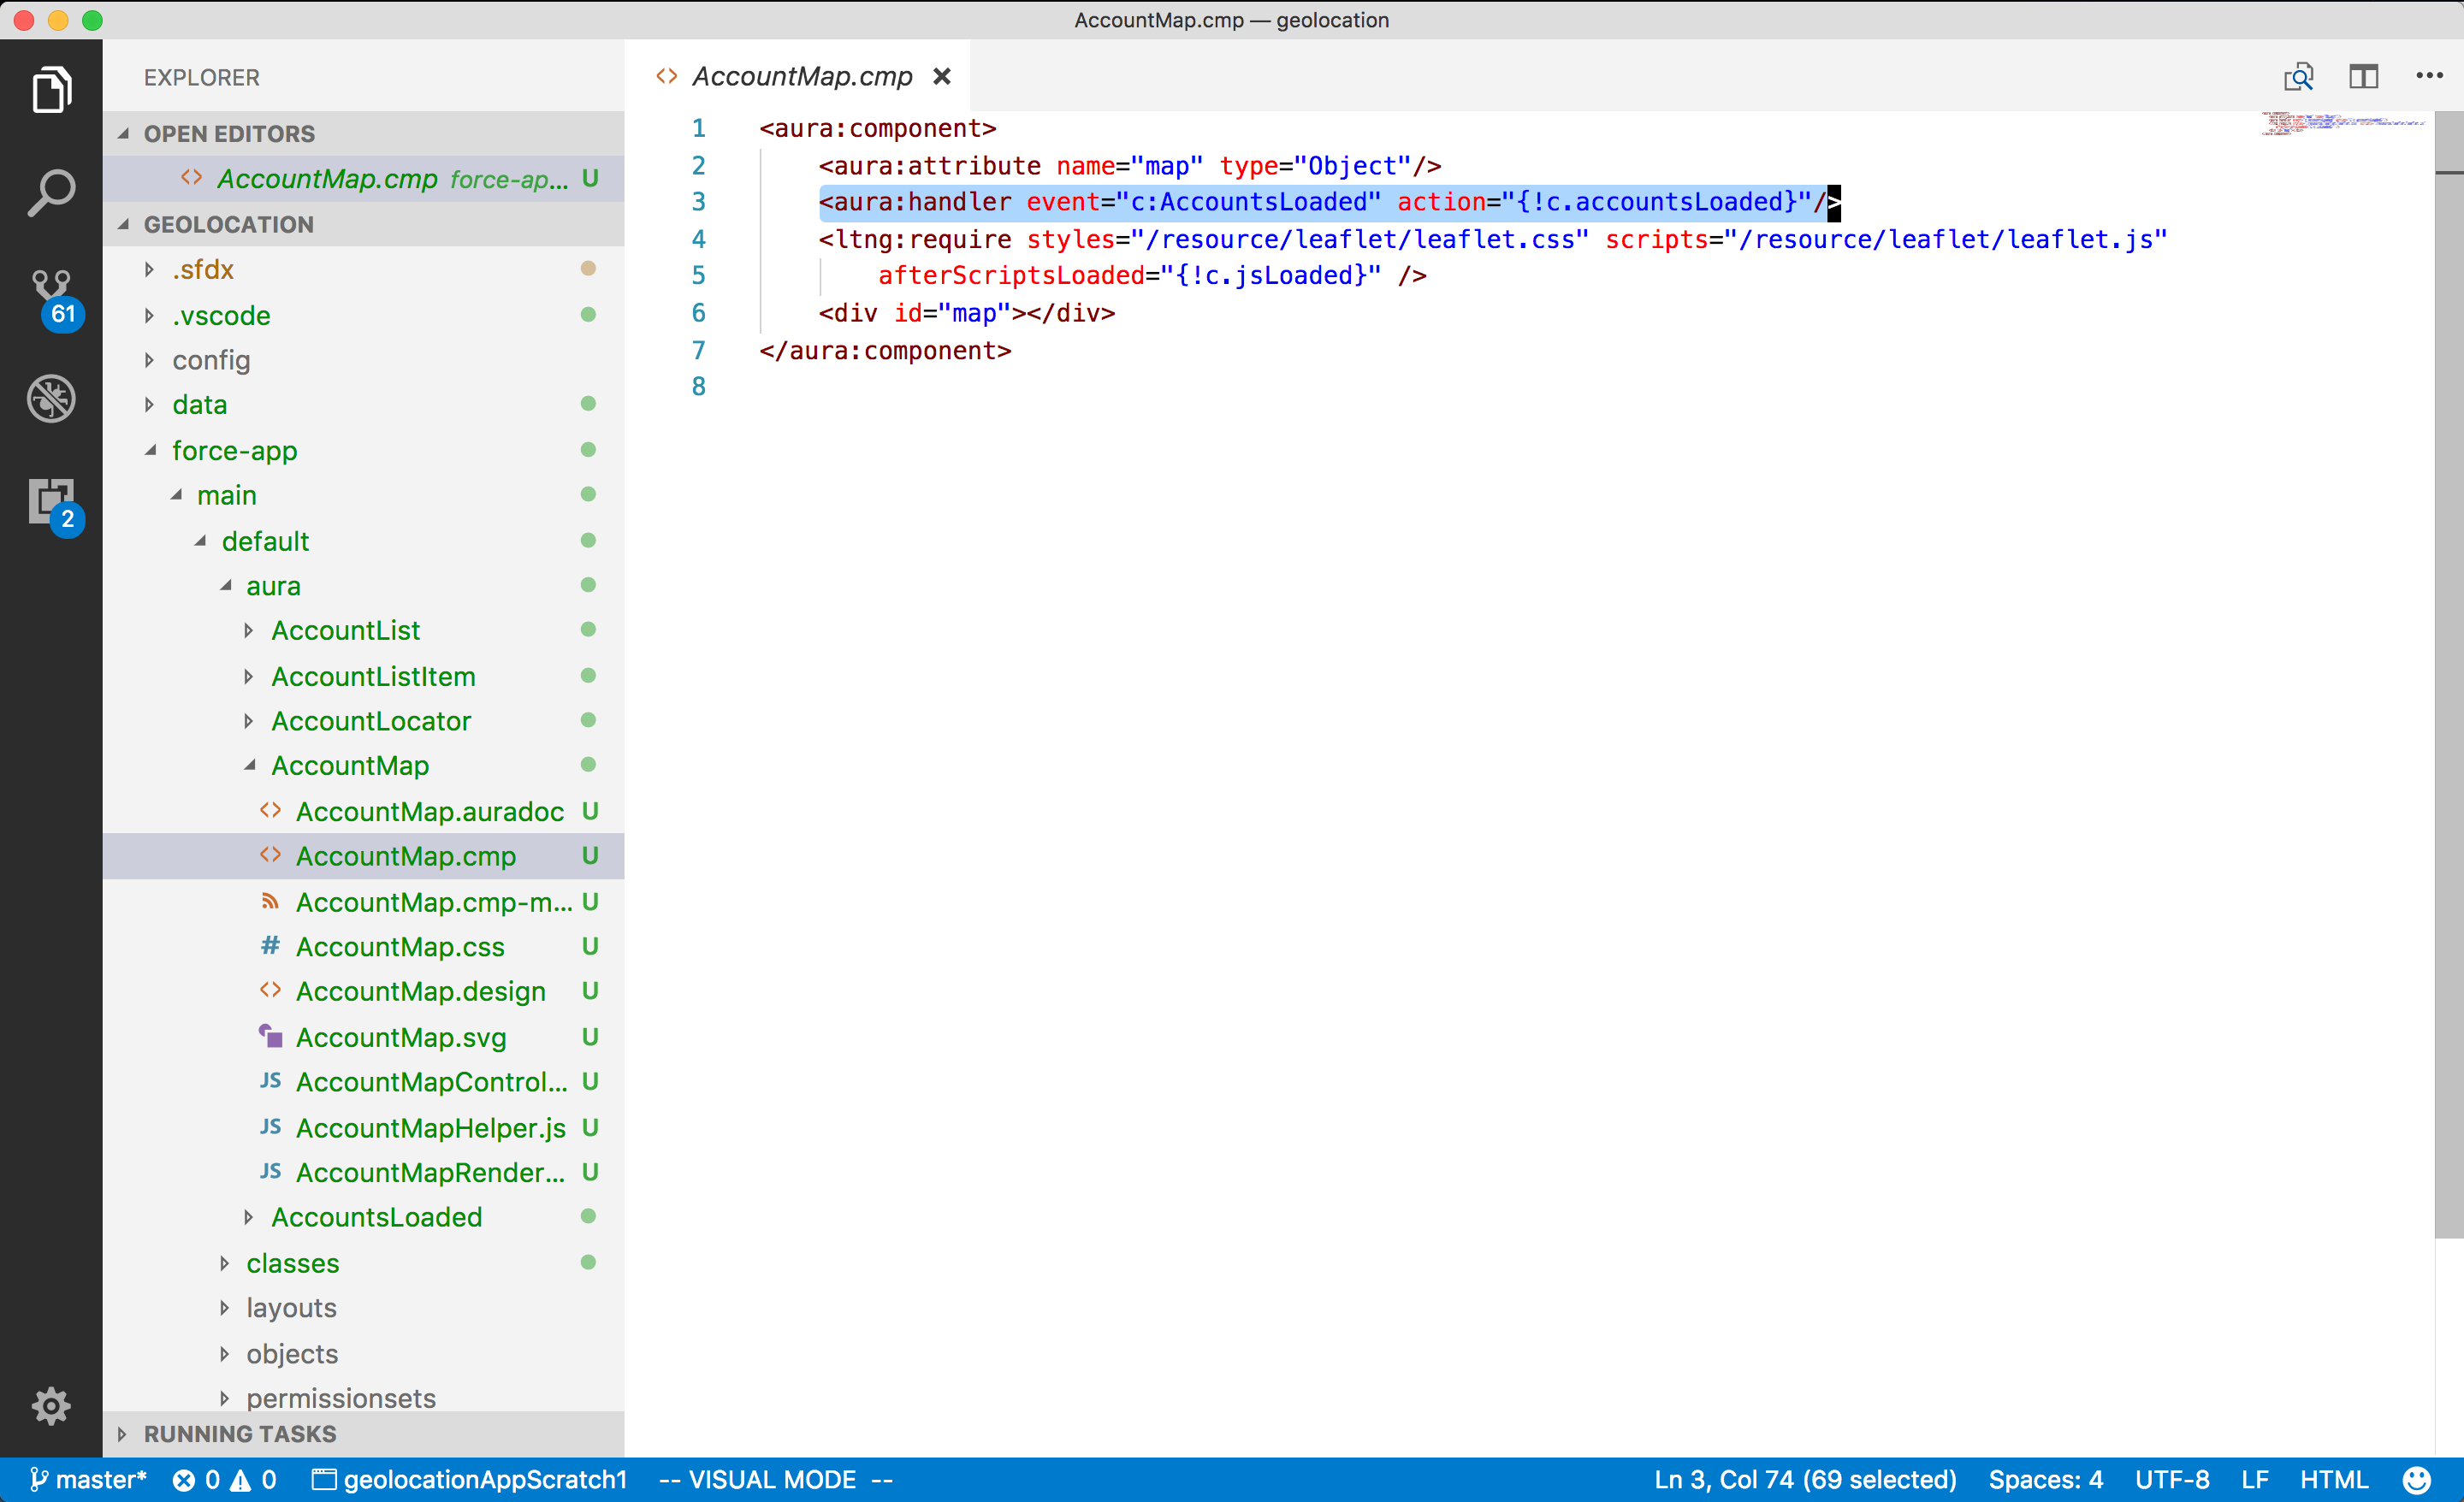 AccountMap.cmp — geolocation
EXPLORER
OPEN EDITORS
AccountMap.cmp force-ap... U
GEOLOCATION
.sfdx
.vscode
config
data
force-app
main
default
aura
AccountList
AccountListItem
AccountLocator
AccountMap
AccountMap.auradoc U
AccountMap.cmp U
AccountMap.cmp-m... U
# AccountMap.css U
AccountMap.design U
AccountMap.svg U
JS AccountMapControl... U
JS AccountMapHelper.js U
JS AccountMapRender... U
AccountsLoaded
classes
layouts
objects
permissionsets
RUNNING TASKS
61
2
<> AccountMap.cmp ×
1 <aura:component>
2     <aura:attribute name="map" type="Object"/>
3     <aura:handler event="c:AccountsLoaded" action="{!c.accountsLoaded}"/>
4     <ltng:require styles="/resource/leaflet/leaflet.css" scripts="/resource/leaflet/leaflet.js"
5         afterScriptsLoaded="{!c.jsLoaded}" />
6     <div id="map"></div>
7 </aura:component>
8
master* 0 0 geolocationAppScratch1 -- VISUAL MODE -- Ln 3, Col 74 (69 selected) Spaces: 4 UTF-8 LF HTML